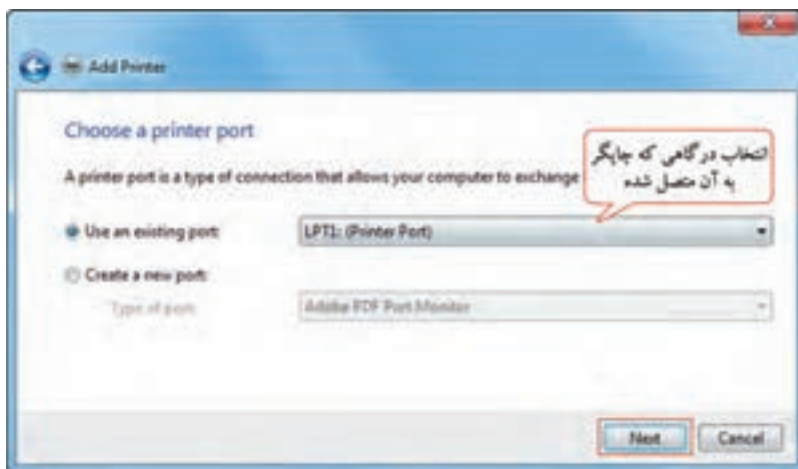 Add Printer
Choose a printer port
انتخاب درگاهی که چاپگر
به آن متصل شده
A printer port is a type of connection that allows your computer to exchange
Use an existing port:
LPT1: (Printer Port)
Create a new port:
Type of port:
Adobe PDF Port Monitor
Next
Cancel